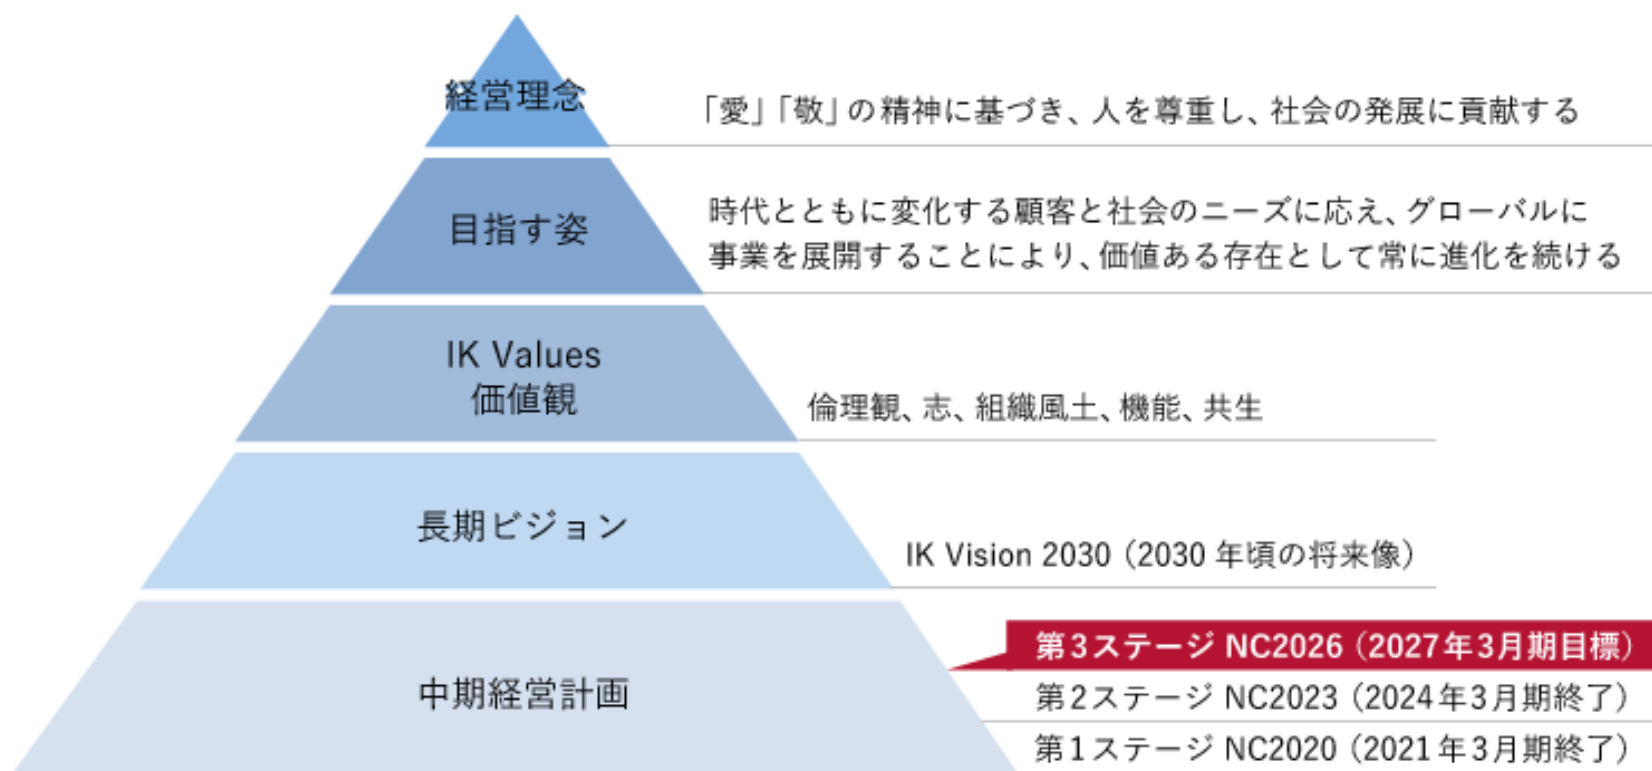 経営理念
「愛」「敬」の精神に基づき、人を尊重し、社会の発展に貢献する
目指す姿
時代とともに変化する顧客と社会のニーズに応え、グローバルに
事業を展開することにより、価値ある存在として常に進化を続ける
IK Values
価値観
倫理観、志、組織風土、機能、共生
長期ビジョン
IK Vision 2030（2030 年頃の将来像）
中期経営計画
第3ステージ NC2026（2027年3月期目標）
第2ステージ NC2023（2024年3月期終了）
第1ステージ NC2020（2021年3月期終了）